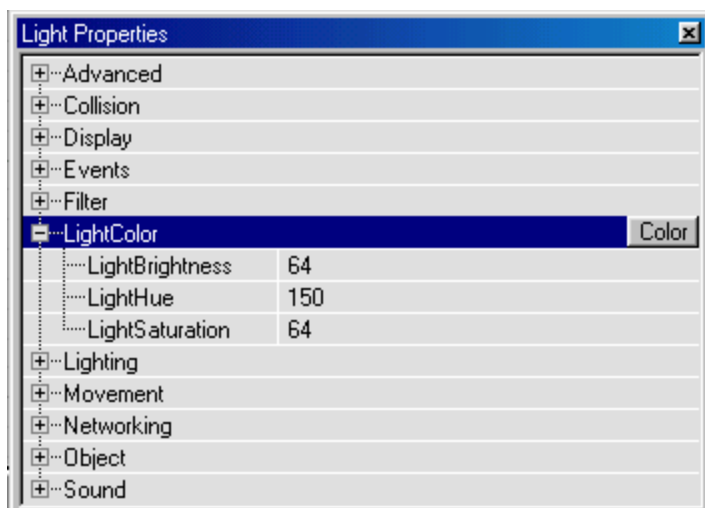 Light Properties
Advanced
Collision
Display
Events
Filter
LightColor Color
LightBrightness 64
LightHue 150
LightSaturation 64
Lighting
Movement
Networking
Object
Sound